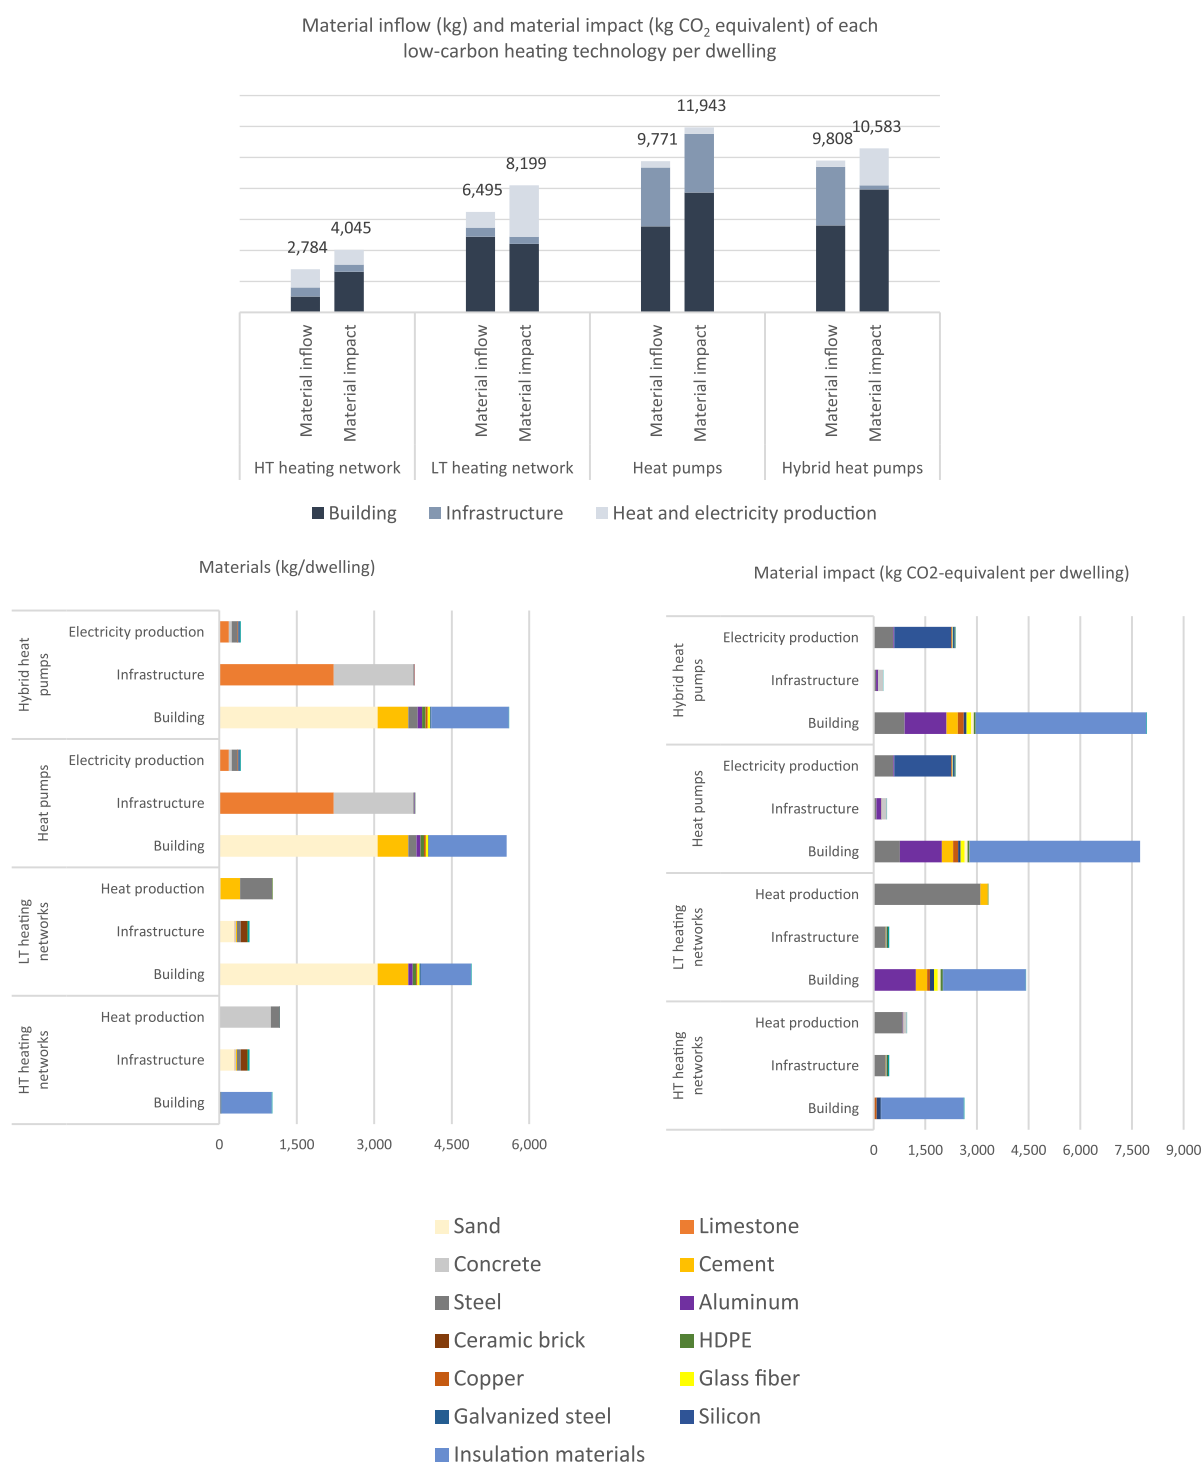 Material inflow (kg) and material impact (kg CO2 equivalent) of each
low-carbon heating technology per dwelling
2,784
4,045
6,495
8,199
9,771
11,943
9,808
10,583
Material inflow
Material impact
Material inflow
Material impact
Material inflow
Material impact
Material inflow
Material impact
HT heating network
LT heating network
Heat pumps
Hybrid heat pumps
Building
Infrastructure
Heat and electricity production
Materials (kg/dwelling)
Hybrid heat
pumps
Electricity production
Infrastructure
Building
Heat pumps
Electricity production
Infrastructure
Building
LT heating
networks
Heat production
Infrastructure
Building
HT heating
networks
Heat production
Infrastructure
Building
0
1,500
3,000
4,500
6,000
Material impact (kg CO2-equivalent per dwelling)
Hybrid heat
pumps
Electricity production
Infrastructure
Building
Heat pumps
Electricity production
Infrastructure
Building
LT heating
networks
Heat production
Infrastructure
Building
HT heating
networks
Heat production
Infrastructure
Building
0
1,500
3,000
4,500
6,000
7,500
9,000
Sand
Limestone
Concrete
Cement
Steel
Aluminum
Ceramic brick
HDPE
Copper
Glass fiber
Galvanized steel
Silicon
Insulation materials